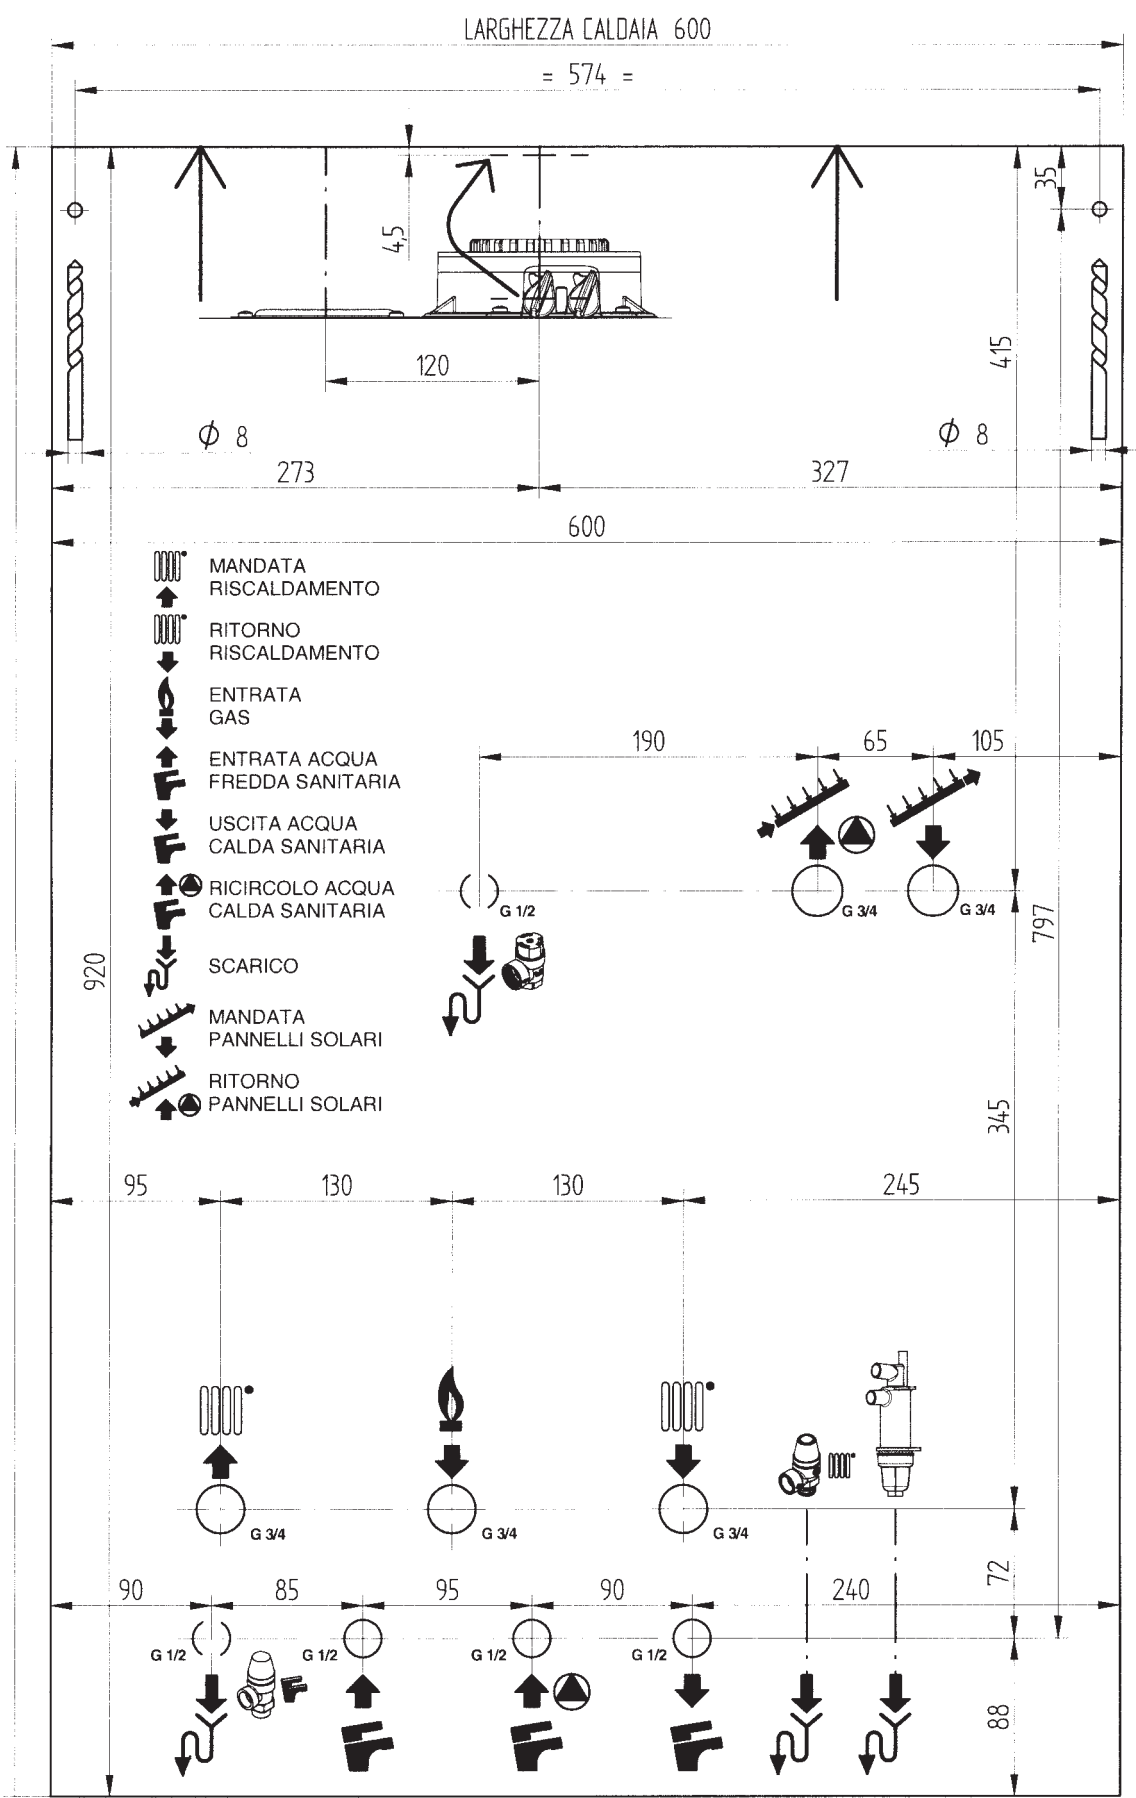 LARGHEZZA CALDAIA 600
= 574 =
35
4,5
415
120
Ø 8
Ø 8
273
327
600
MANDATA
RISCALDAMENTO
RITORNO
RISCALDAMENTO
ENTRATA
GAS
ENTRATA ACQUA
FREDDA SANITARIA
USCITA ACQUA
CALDA SANITARIA
RICIRCOLO ACQUA
CALDA SANITARIA
SCARICO
MANDATA
PANNELLI SOLARI
RITORNO
PANNELLI SOLARI
190
65
105
G 1/2
G 3/4
G 3/4
797
920
345
95
130
130
245
G 3/4
G 3/4
G 3/4
72
90
85
95
90
240
G 1/2
G 1/2
G 1/2
G 1/2
88